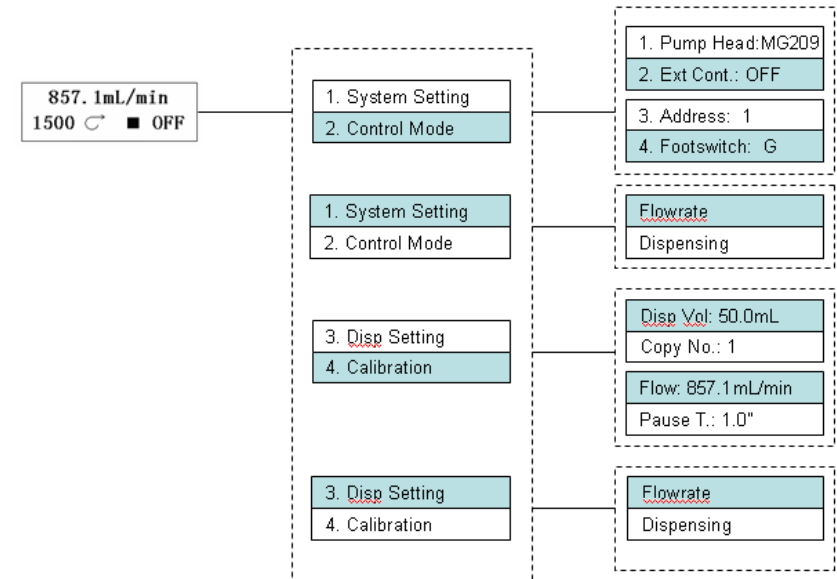 857.1mL/min
1500 ■ OFF
1. System Setting
2. Control Mode
1. Pump Head:MG209
2. Ext Cont.: OFF
3. Address: 1
4. Footswitch: G
1. System Setting
2. Control Mode
Flowrate
Dispensing
3. Disp Setting
4. Calibration
Disp Vol: 50.0mL
Copy No.: 1
Flow: 857.1mL/min
Pause T.: 1.0"
3. Disp Setting
4. Calibration
Flowrate
Dispensing